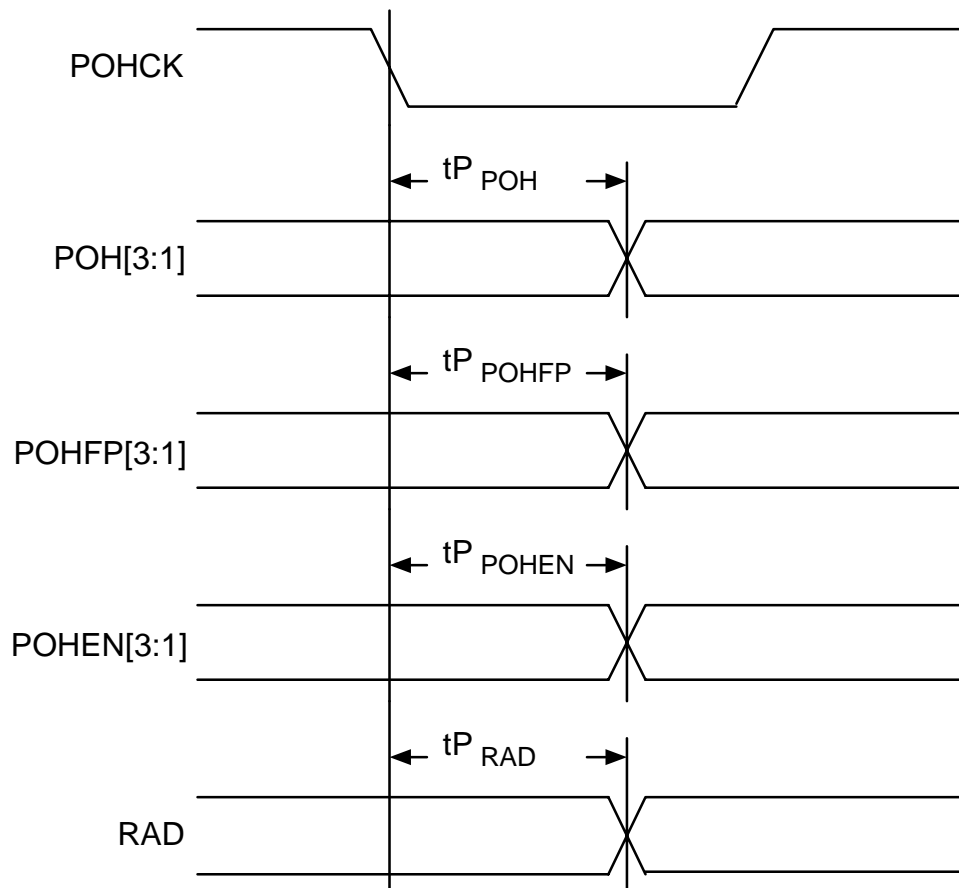 POHCK
tP POH
POH[3:1]
tP POHFP
POHFP[3:1]
tP POHEN
POHEN[3:1]
tP RAD
RAD